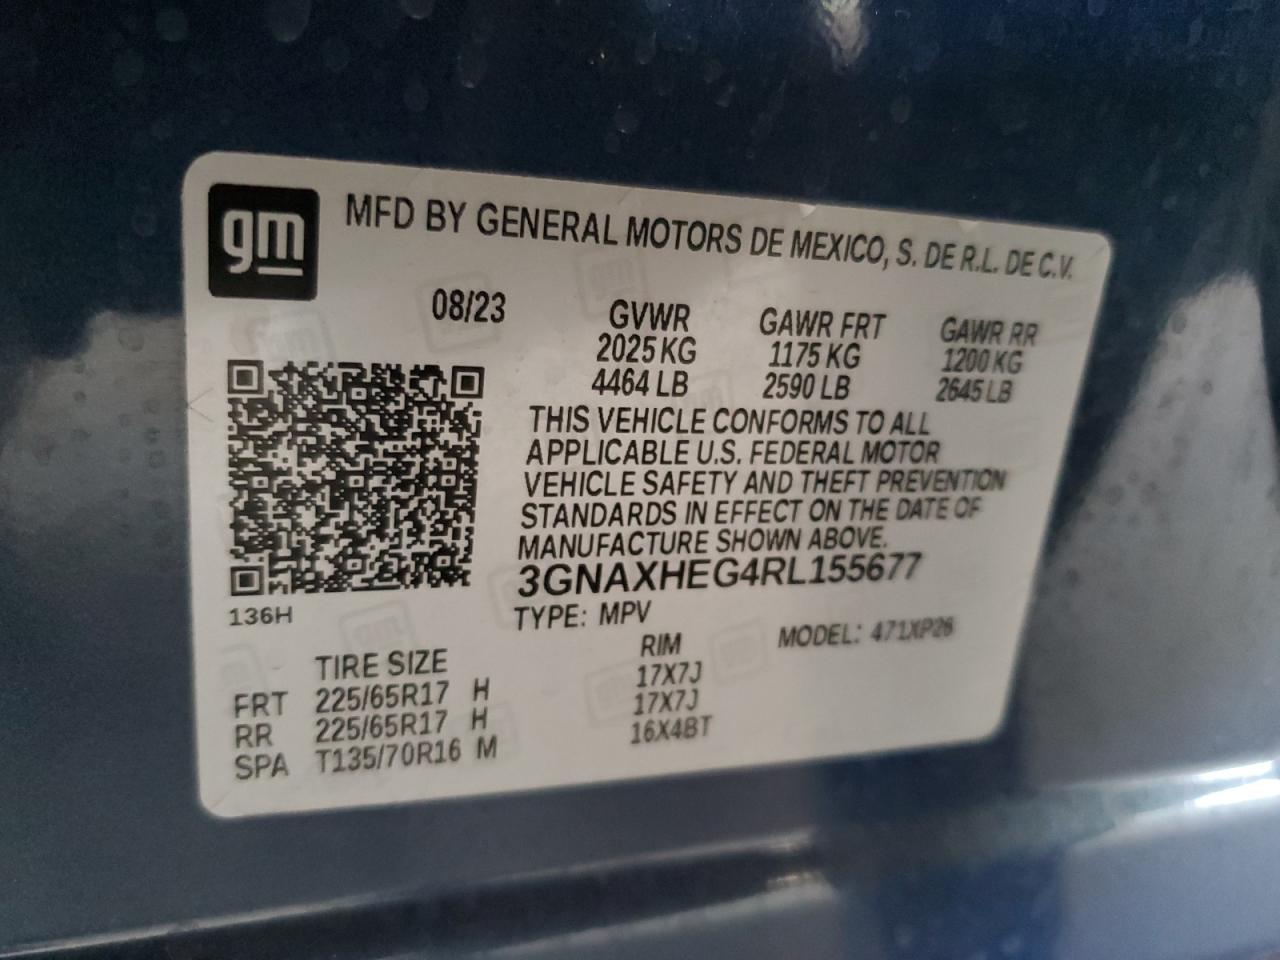 gm MFD BY GENERAL MOTORS DE MEXICO, S. DE R.L. DE C.V.
08/23 GVWR GAWR FRT GAWR RR
2025 KG 1175 KG 1200 KG
4464 LB 2590 LB 2645 LB
THIS VEHICLE CONFORMS TO ALL
APPLICABLE U.S. FEDERAL MOTOR
VEHICLE SAFETY AND THEFT PREVENTION
STANDARDS IN EFFECT ON THE DATE OF
MANUFACTURE SHOWN ABOVE.
3GNAXHEG4RL155677
136H
TYPE: MPV MODEL: 471XP26
TIRE SIZE RIM
FRT 225/65R17 H 17X7J
RR 225/65R17 H 17X7J
SPA T135/70R16 M 16X4BT